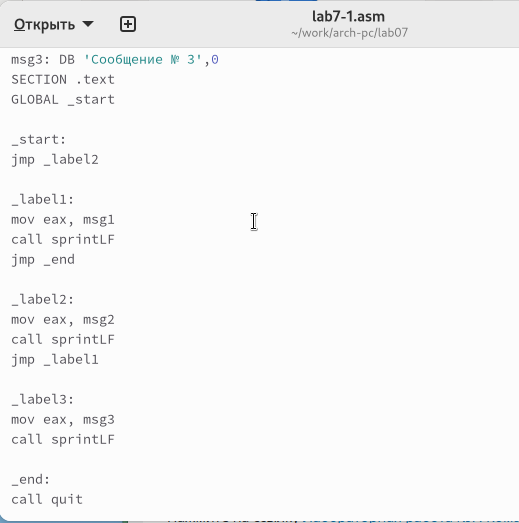 Открыть
lab7-1.asm
~/work/arch-pc/lab07
msg3: DB 'Сообщение № 3',0
SECTION .text
GLOBAL _start
_start:
jmp _label2
_label1:
mov eax, msg1
call sprintLF
jmp _end
_label2:
mov eax, msg2
call sprintLF
jmp _label1
_label3:
mov eax, msg3
call sprintLF
_end:
call quit